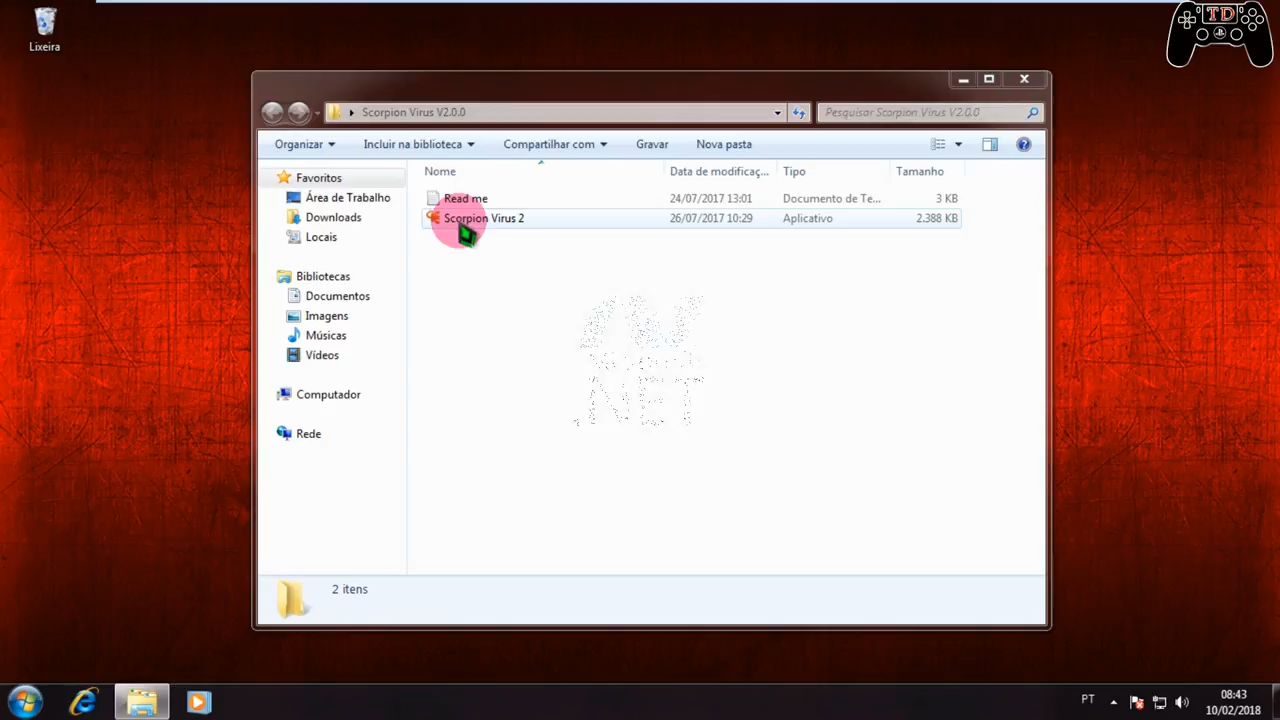 Lixeira
TD
Scorpion Virus V2.0.0
Pesquisar Scorpion Virus V2.0.0
Organizar
Incluir na biblioteca
Compartilhar com
Gravar
Nova pasta
Nome
Data de modificaç...
Tipo
Tamanho
Favoritos
Área de Trabalho
Downloads
Locais
Bibliotecas
Documentos
Imagens
Músicas
Vídeos
Computador
Rede
Read me
24/07/2017 13:01
Documento de Te...
3 KB
Scorpion Virus 2
26/07/2017 10:29
Aplicativo
2.388 KB
.NET
2 itens
PT
08:43
10/02/2018